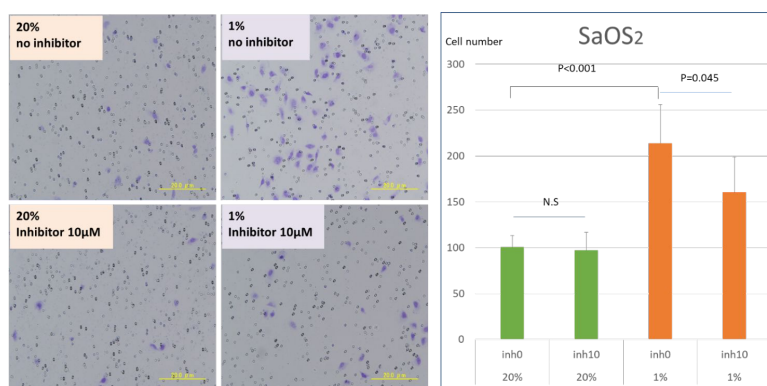 20%
no inhibitor
1%
no inhibitor
20%
Inhibitor 10μM
1%
Inhibitor 10μM
SaOS2
Cell number
300
250
200
150
100
50
0
P<0.001
P=0.045
N.S
inh0 inh10 inh0 inh10
20% 20% 1% 1%